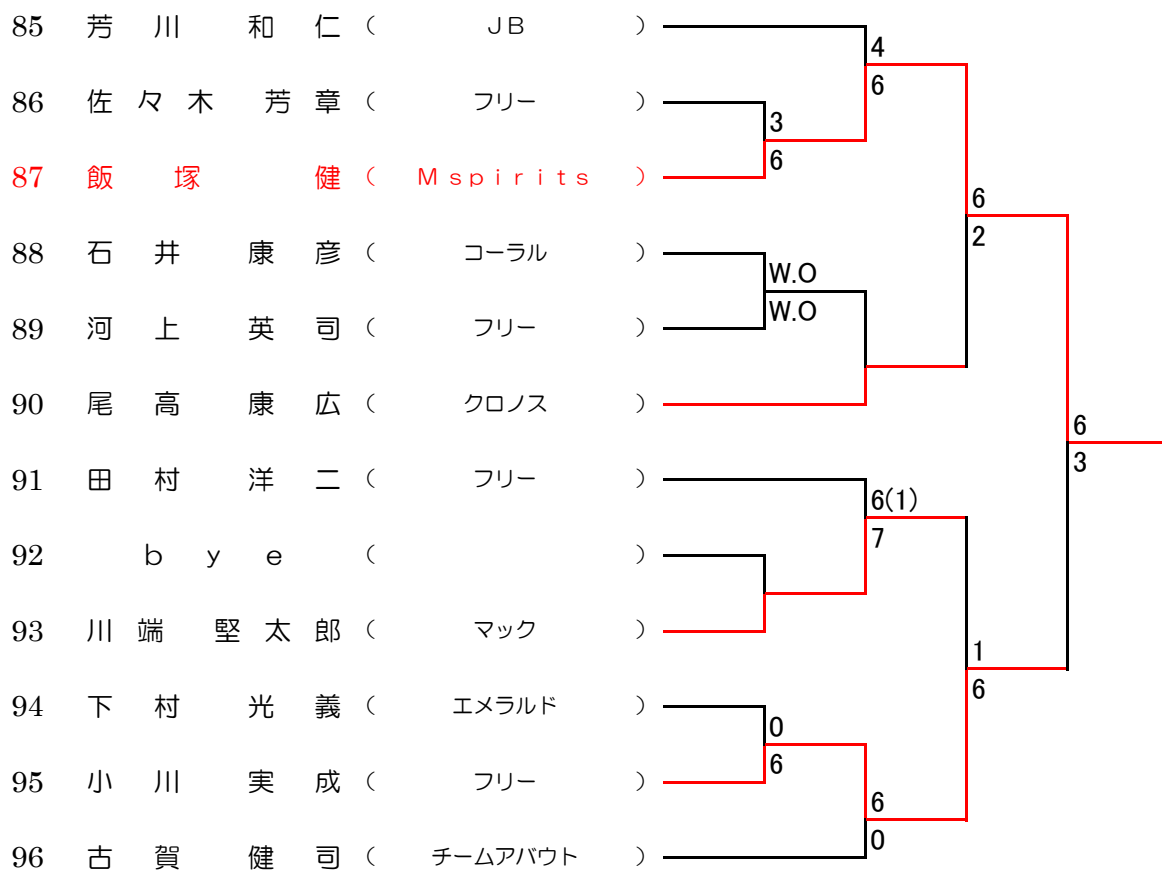 85 芳川 和仁 ( JB )
4
6
86 佐々木 芳章 ( フリー )
3
6
87 飯塚 健 ( Mspirits )
6
2
88 石井 康彦 ( コーラル )
W.O
W.O
89 河上 英司 ( フリー )
90 尾高 康広 ( クロノス )
6
3
91 田村 洋二 ( フリー )
6(1)
7
92 bye ( )
93 川端 堅太郎 ( マック )
1
6
94 下村 光義 ( エメラルド )
0
6
95 小川 実成 ( フリー )
6
0
96 古賀 健司 ( チームアバウト )